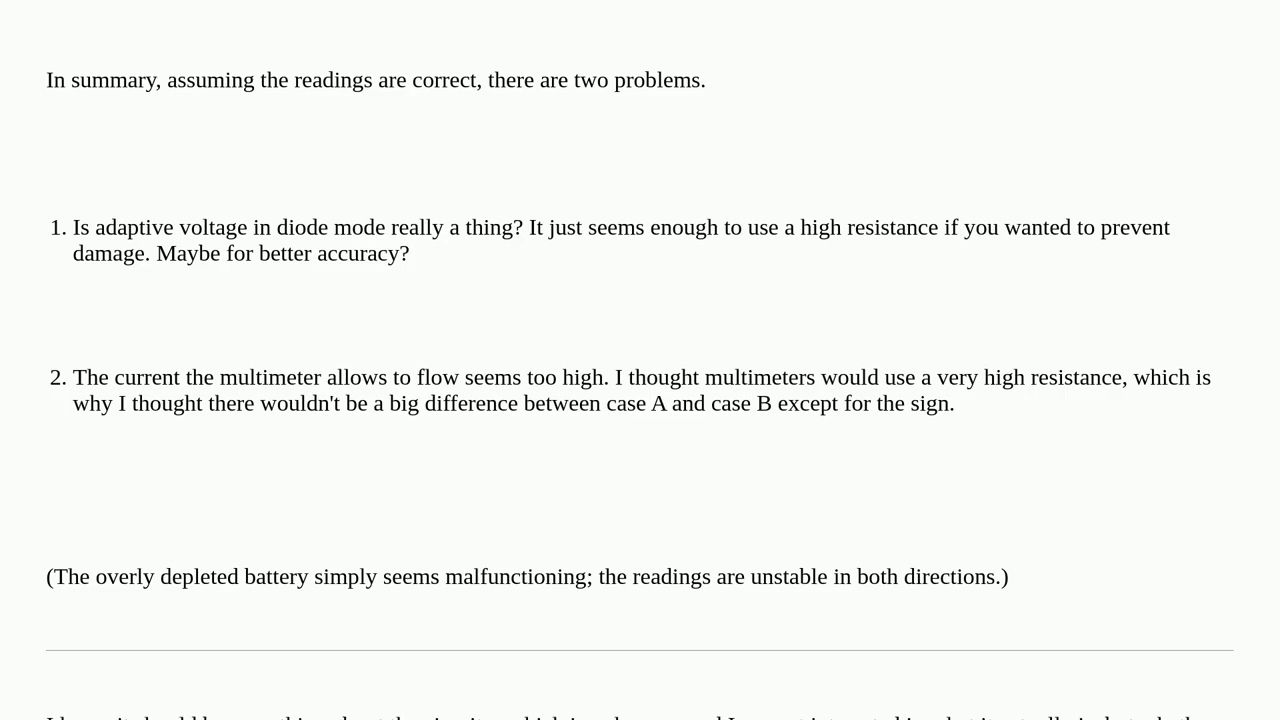 In summary, assuming the readings are correct, there are two problems.
1. Is adaptive voltage in diode mode really a thing? It just seems enough to use a high resistance if you wanted to prevent
damage. Maybe for better accuracy?
2. The current the multimeter allows to flow seems too high. I thought multimeters would use a very high resistance, which is
why I thought there wouldn't be a big difference between case A and case B except for the sign.
(The overly depleted battery simply seems malfunctioning; the readings are unstable in both directions.)